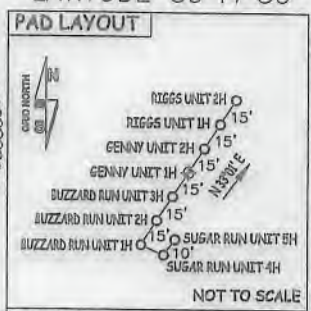 PAD LAYOUT
GRID NORTH
N
RIGGS UNIT 2H
15'
RIGGS UNIT 1H
15'
GENNY UNIT 2H
15'
GENNY UNIT 1H
15'
N 33°01' E
BUZZARD RUN UNIT 3H
15'
BUZZARD RUN UNIT 2H
15'
BUZZARD RUN UNIT 1H
SUGAR RUN UNIT 5H
10'
SUGAR RUN UNIT 4H
NOT TO SCALE